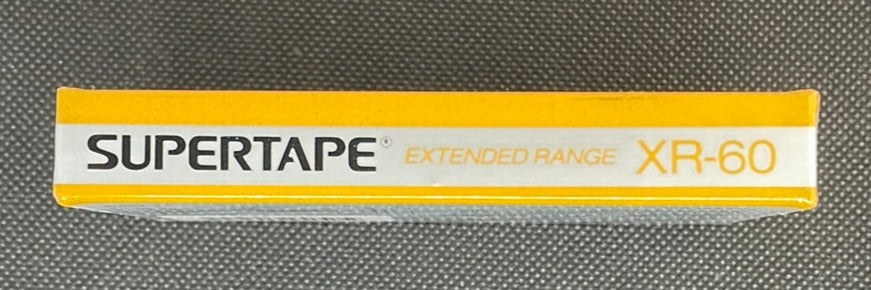 SUPERTAPE® EXTENDED RANGE XR-60